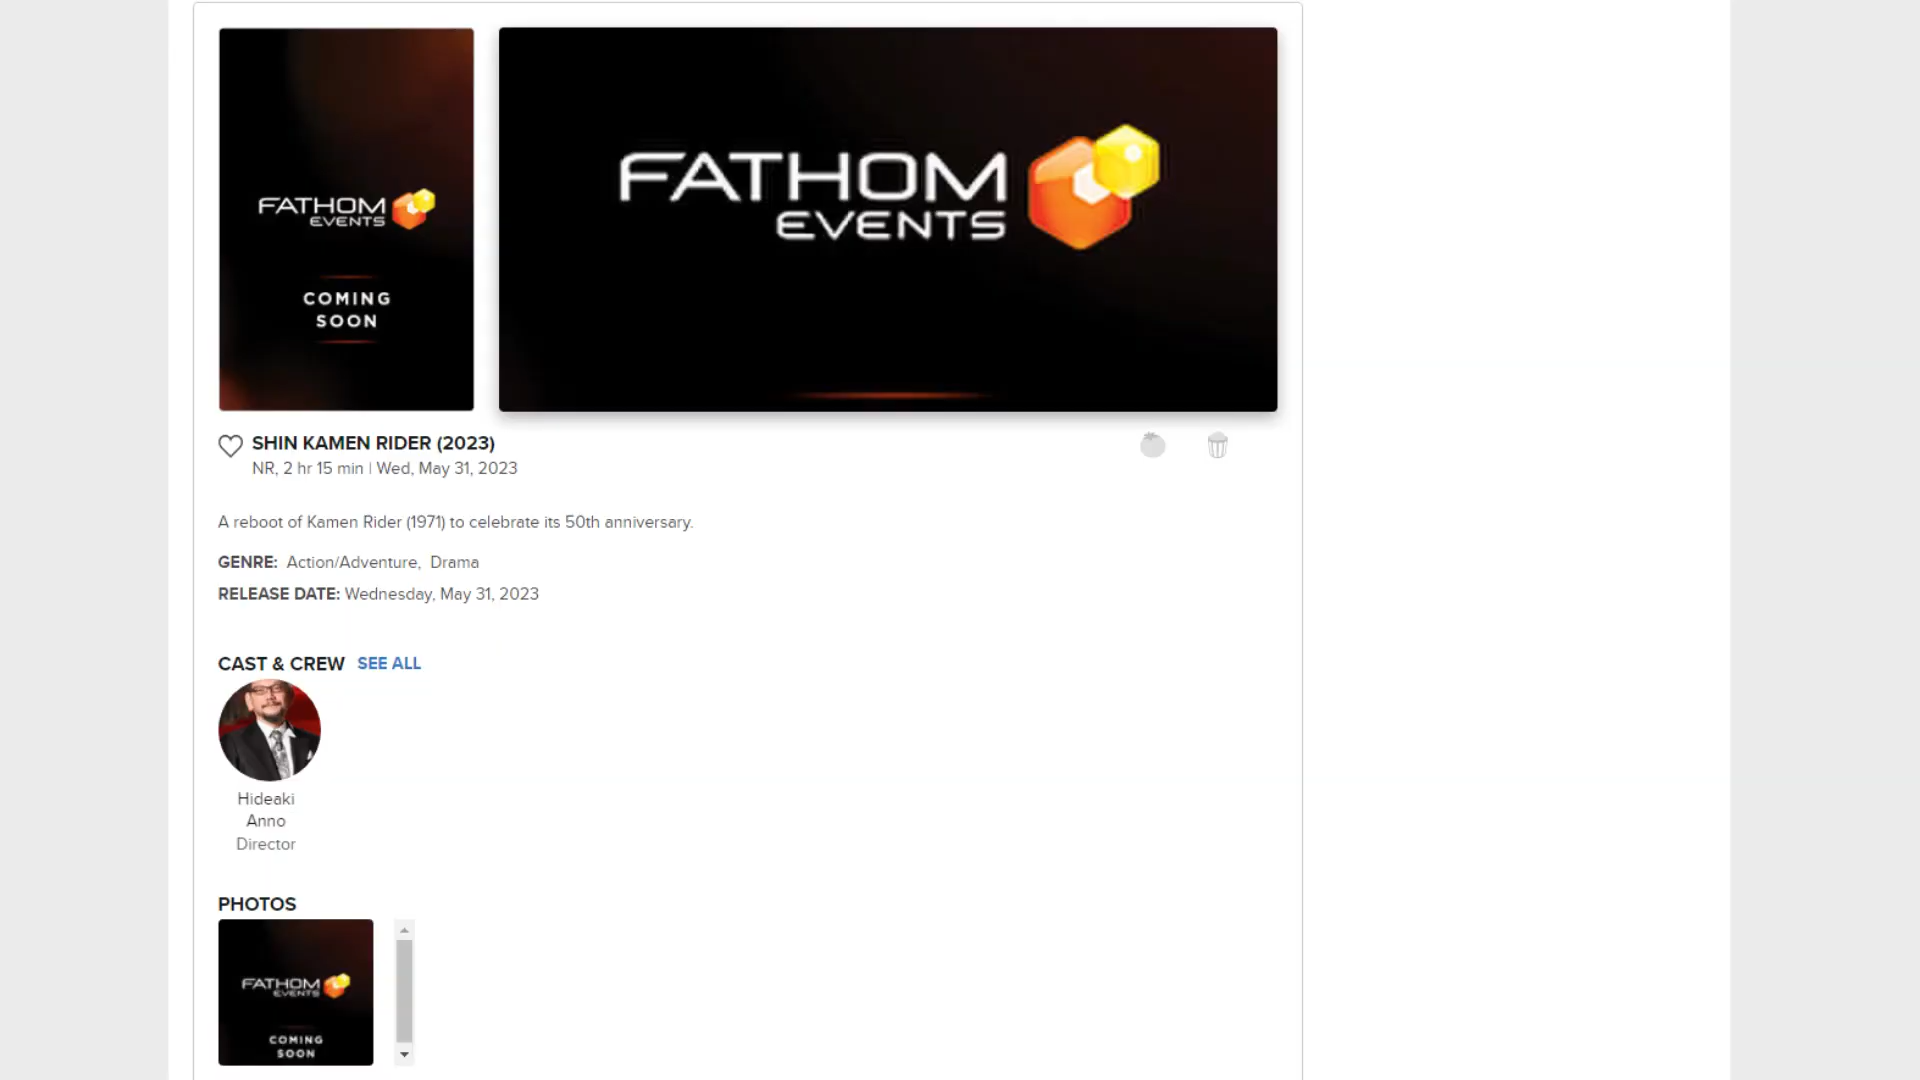 FATHOM
EVENTS
COMING
SOON
FATHOM
EVENTS
SHIN KAMEN RIDER (2023)
NR, 2 hr 15 min | Wed, May 31, 2023
A reboot of Kamen Rider (1971) to celebrate its 50th anniversary.
GENRE: Action/Adventure, Drama
RELEASE DATE: Wednesday, May 31, 2023
CAST & CREW SEE ALL
Hideaki
Anno
Director
PHOTOS
FATHOM
EVENTS
COMING
SOON